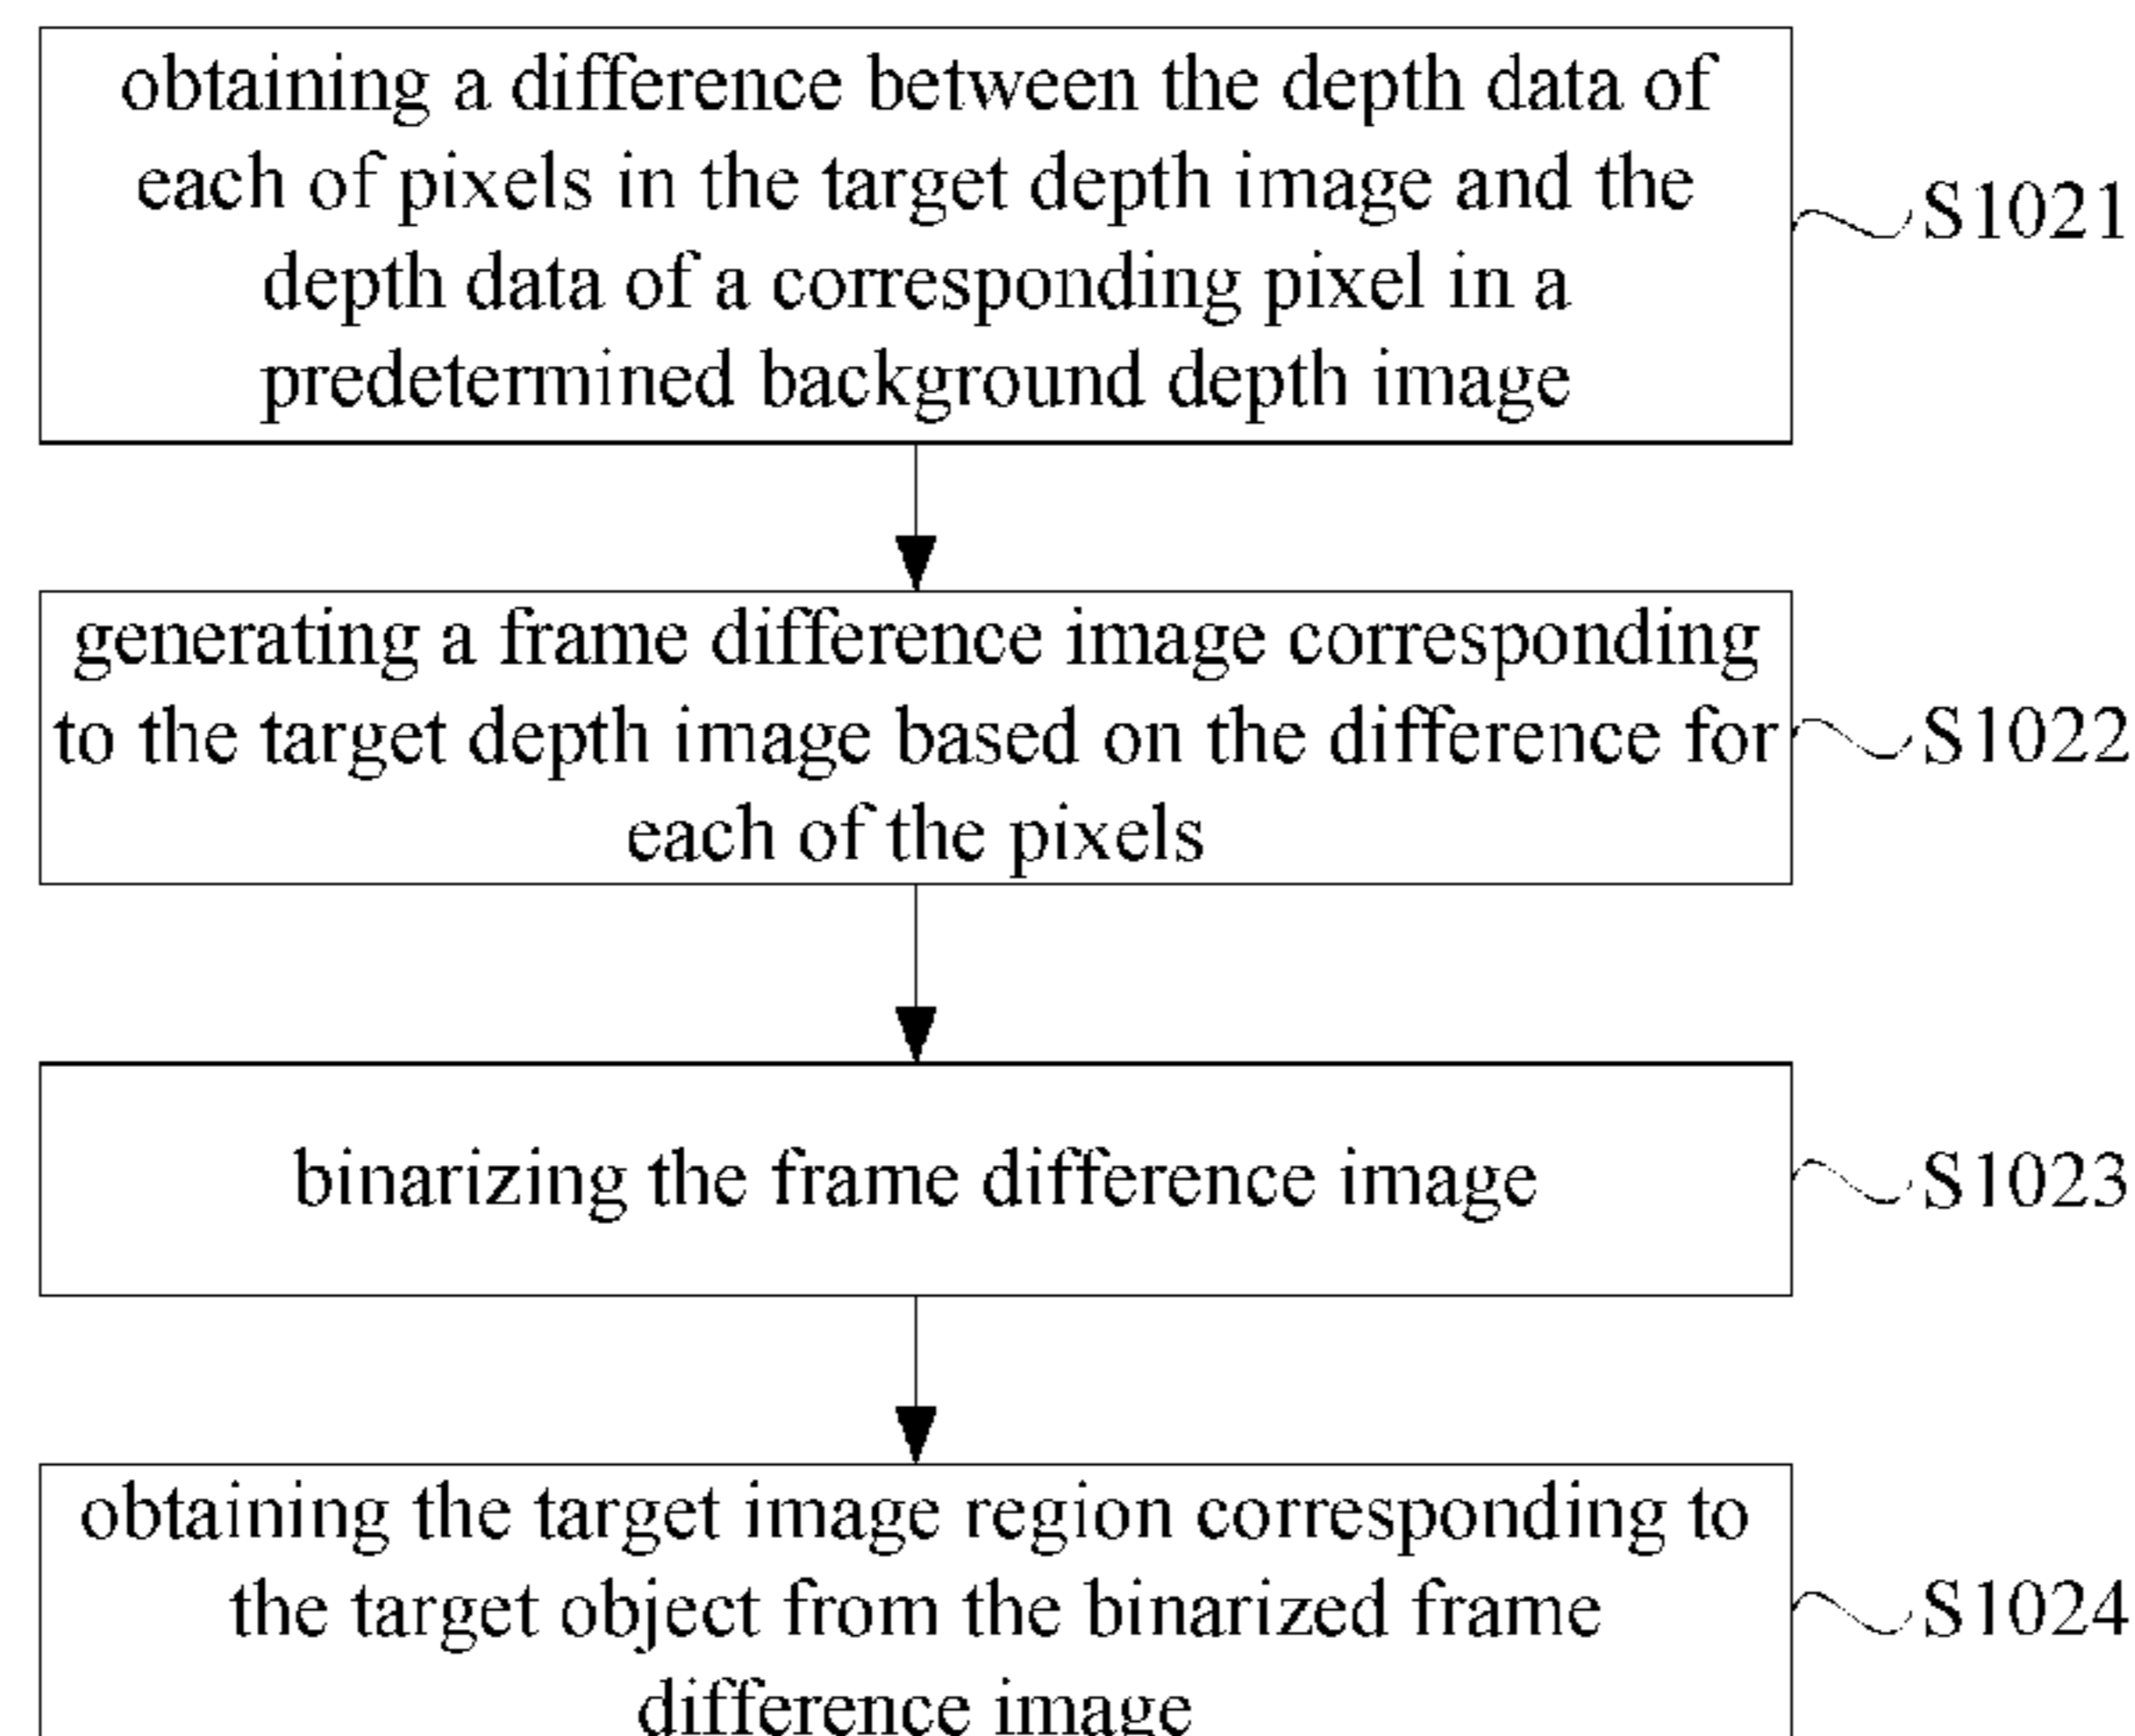 obtaining a difference between the depth data of
each of pixels in the target depth image and the
depth data of a corresponding pixel in a
predetermined background depth image
S1021
generating a frame difference image corresponding
to the target depth image based on the difference for
each of the pixels
S1022
binarizing the frame difference image
S1023
obtaining the target image region corresponding to
the target object from the binarized frame
difference image
S1024